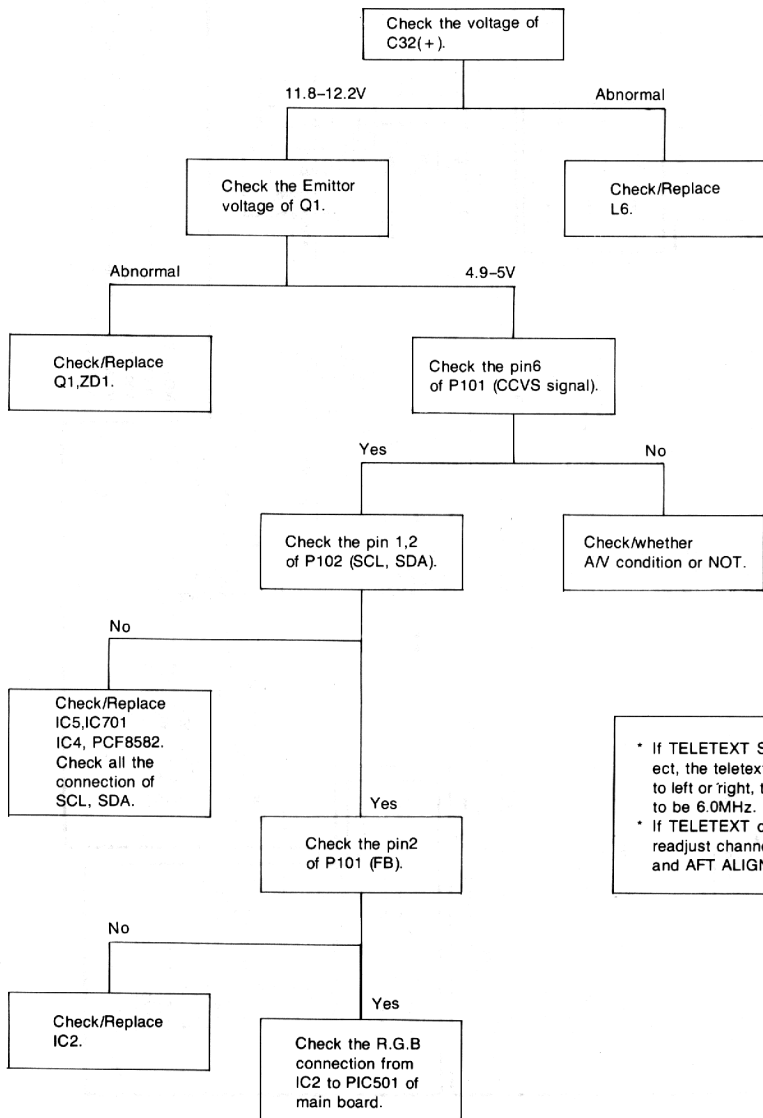 Check the voltage of
C32(+).
11.8–12.2V
Abnormal
Check the Emittor
voltage of Q1.
Check/Replace
L6.
Abnormal
4.9–5V
Check/Replace
Q1,ZD1.
Check the pin6
of P101 (CCVS signal).
Yes
No
Check the pin 1,2
of P102 (SCL, SDA).
Check/whether
A/V condition or NOT.
No
Check/Replace
IC5,IC701
IC4, PCF8582.
Check all the
connection of
SCL, SDA.
* If TELETEXT S
ect, the teletext
to left or right, t
to be 6.0MHz.
* If TELETEXT c
readjust channe
and AFT ALIGN
Yes
Check the pin2
of P101 (FB).
No
Check/Replace
IC2.
Yes
Check the R.G.B
connection from
IC2 to PIC501 of
main board.